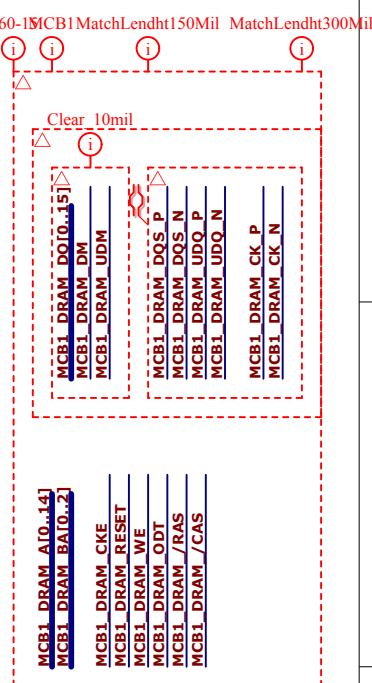 MCB1MatchLendht150Mil
MatchLendht300Mil
Clear_10mil
MCB1_DRAM_DQ[0..15]
MCB1_DRAM_DM
MCB1_DRAM_UDM
MCB1_DRAM_DQS_P
MCB1_DRAM_DQS_N
MCB1_DRAM_UDQ_P
MCB1_DRAM_UDQ_N
MCB1_DRAM_CK_P
MCB1_DRAM_CK_N
MCB1_DRAM_A[0..14]
MCB1_DRAM_BA[0..2]
MCB1_DRAM_CKE
MCB1_DRAM_RESET
MCB1_DRAM_WE
MCB1_DRAM_ODT
MCB1_DRAM_/RAS
MCB1_DRAM_/CAS